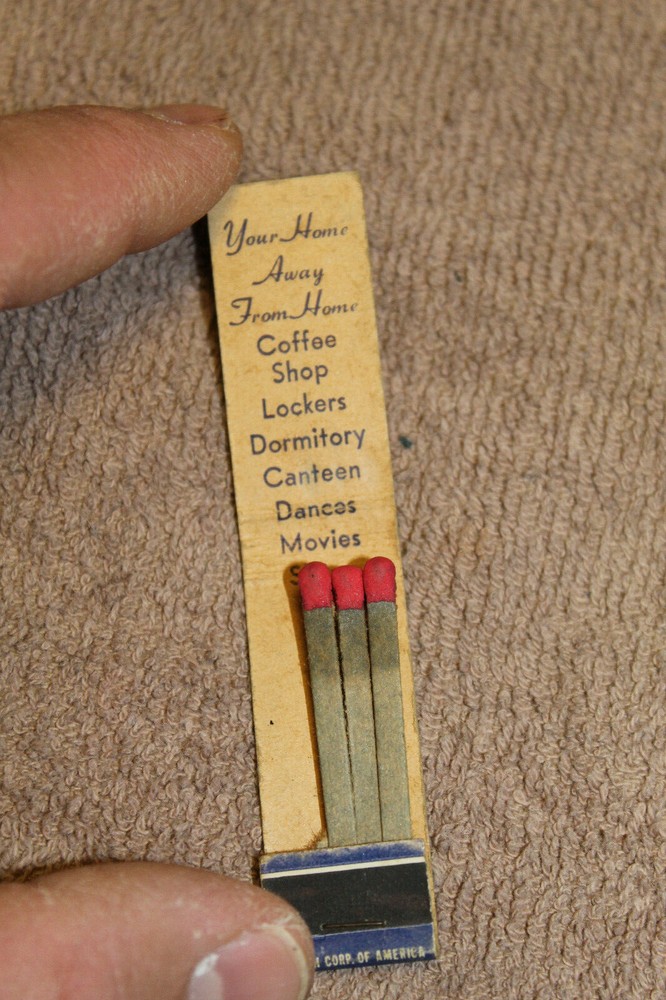 Your Home
Away
From Home
Coffee
Shop
Lockers
Dormitory
Canteen
Dances
Movies
CORP. OF AMERICA